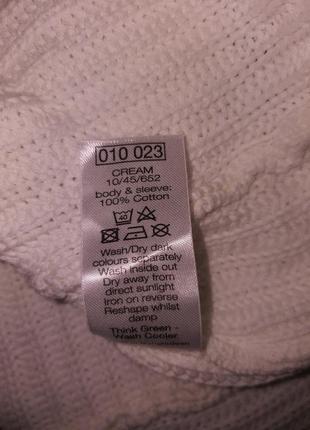 010 023
CREAM
10/45/652
body & sleeve:
100% Cotton
40
Wash/Dry dark
colours separately
Wash inside out
Dry away from
direct sunlight
Iron on reverse
Reshape whilst
damp
Think Green -
Wash Cooler